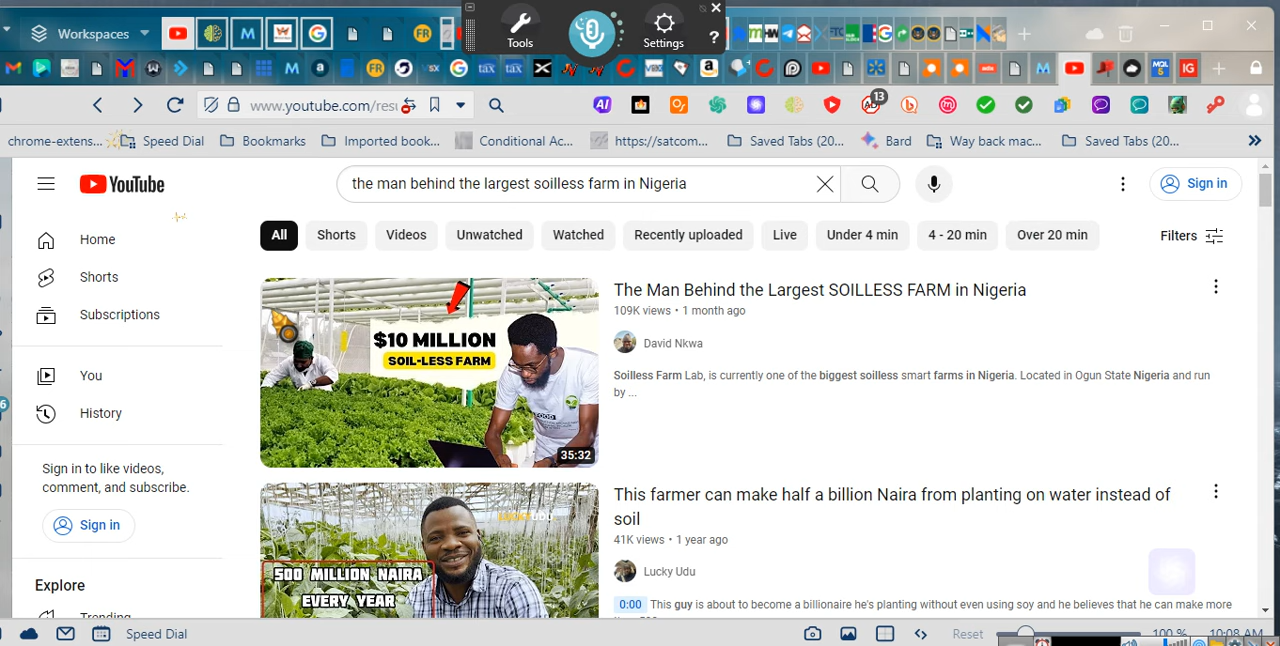 Workspaces
FR
Tools
Settings
?
www.youtube.com/resu
AI
13
chrome-extens...
Speed Dial
Bookmarks
Imported book...
Conditional Ac...
https://satcom...
Saved Tabs (20...
Bard
Way back mac...
Saved Tabs (20...
YouTube
the man behind the largest soilless farm in Nigeria
Sign in
All
Shorts
Videos
Unwatched
Watched
Recently uploaded
Live
Under 4 min
4 - 20 min
Over 20 min
Filters
Home
Shorts
Subscriptions
You
History
Sign in to like videos,
comment, and subscribe.
Sign in
Explore
Trending
$10 MILLION
SOIL-LESS FARM
35:32
The Man Behind the Largest SOILLESS FARM in Nigeria
109K views • 1 month ago
David Nkwa
Soilless Farm Lab, is currently one of the biggest soilless smart farms in Nigeria. Located in Ogun State Nigeria and run
by ...
500 MILLION NAIRA
EVERY YEAR
This farmer can make half a billion Naira from planting on water instead of
soil
41K views • 1 year ago
Lucky Udu
0:00 This guy is about to become a billionaire he's planting without even using soy and he believes that he can make more
Speed Dial
Reset
100 %
10:08 AM